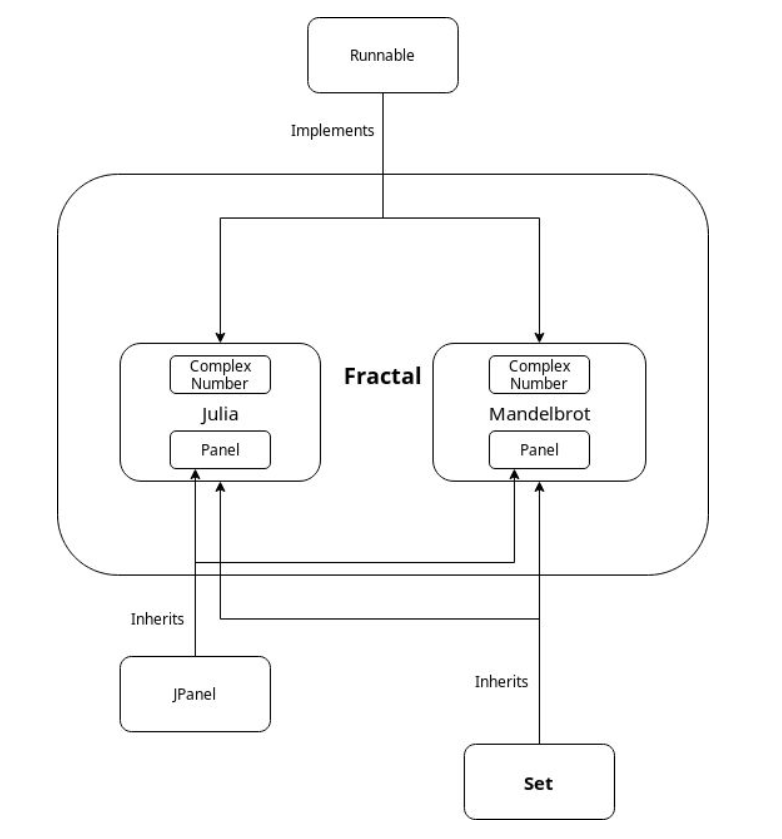 Runnable
Implements
Complex
Number
Julia
Panel
Fractal
Complex
Number
Mandelbrot
Panel
Inherits
JPanel
Inherits
Set